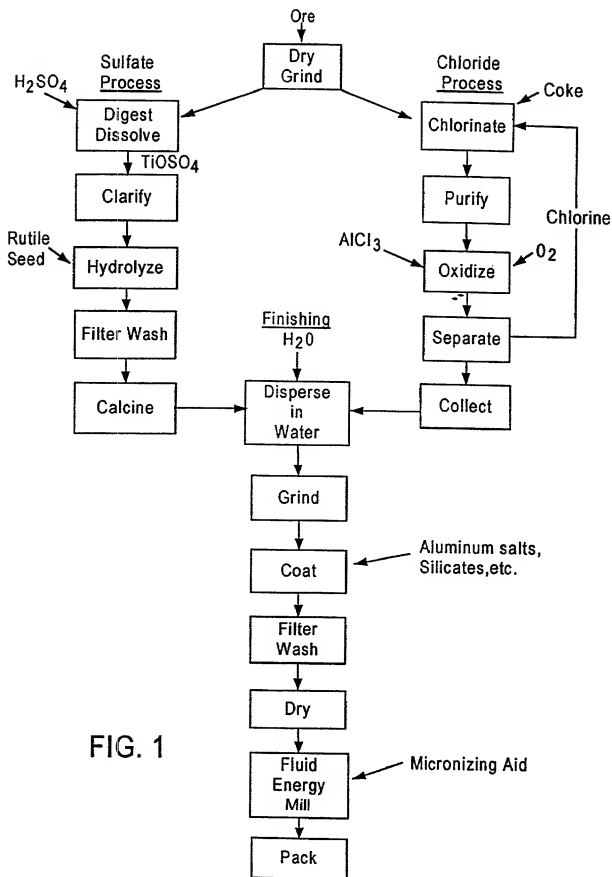 Ore
Dry
Grind
Sulfate
Process
H2SO4
Digest
Dissolve
TiOSO4
Clarify
Rutile
Seed
Hydrolyze
Filter Wash
Calcine
Chloride
Process
Coke
Chlorinate
Purify
Chlorine
AlCl3
O2
Oxidize
Separate
Collect
Finishing
H2O
Disperse
in
Water
Grind
Coat
Aluminum salts,
Silicates,etc.
Filter
Wash
Dry
Fluid
Energy
Mill
Micronizing Aid
Pack
FIG. 1